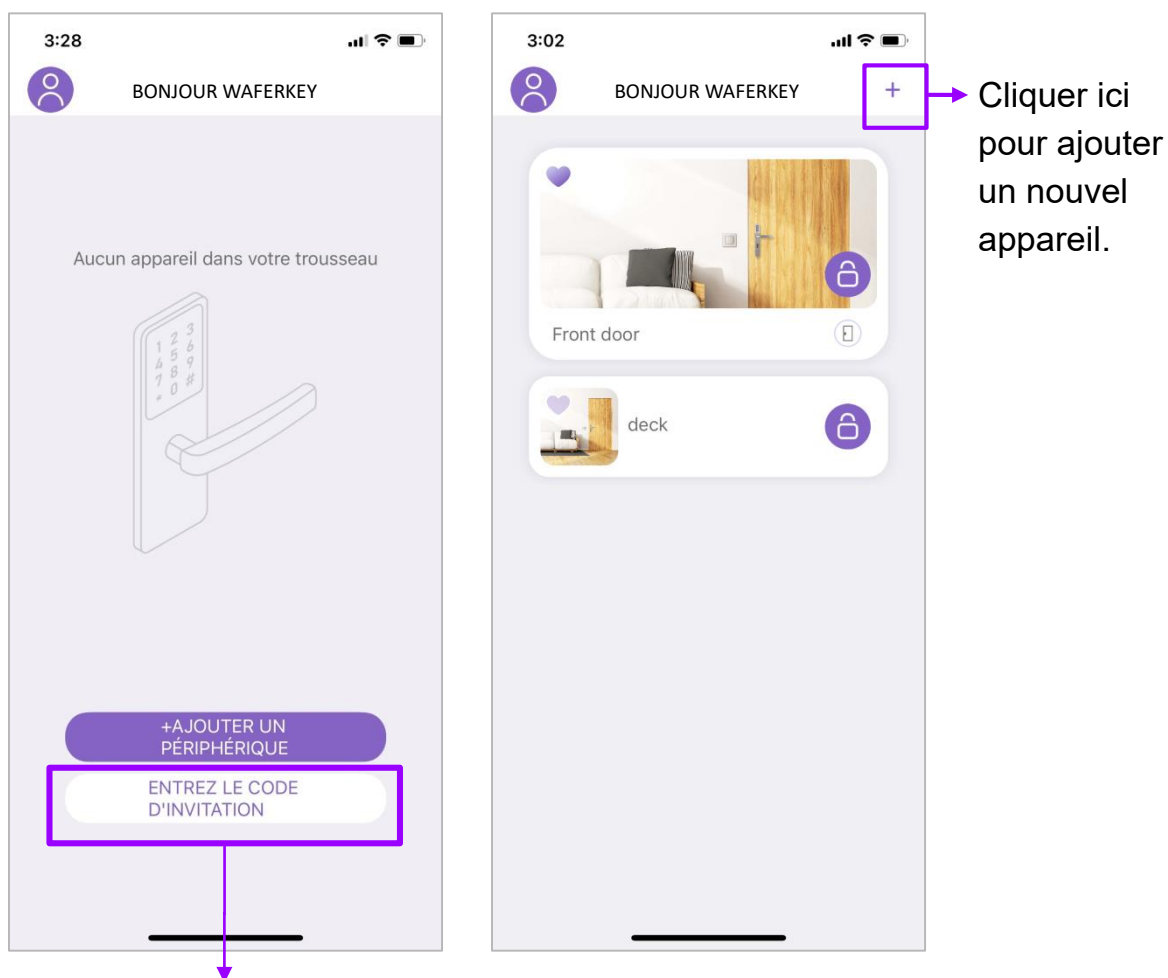 3:28
BONJOUR WAFERKEY
Aucun appareil dans votre trousseau
1 2 3
4 5 6
7 8 9
* 0 #
+AJOUTER UN
PÉRIPHÉRIQUE
ENTREZ LE CODE
D'INVITATION
3:02
BONJOUR WAFERKEY
+
Front door
deck
Cliquer ici
pour ajouter
un nouvel
appareil.